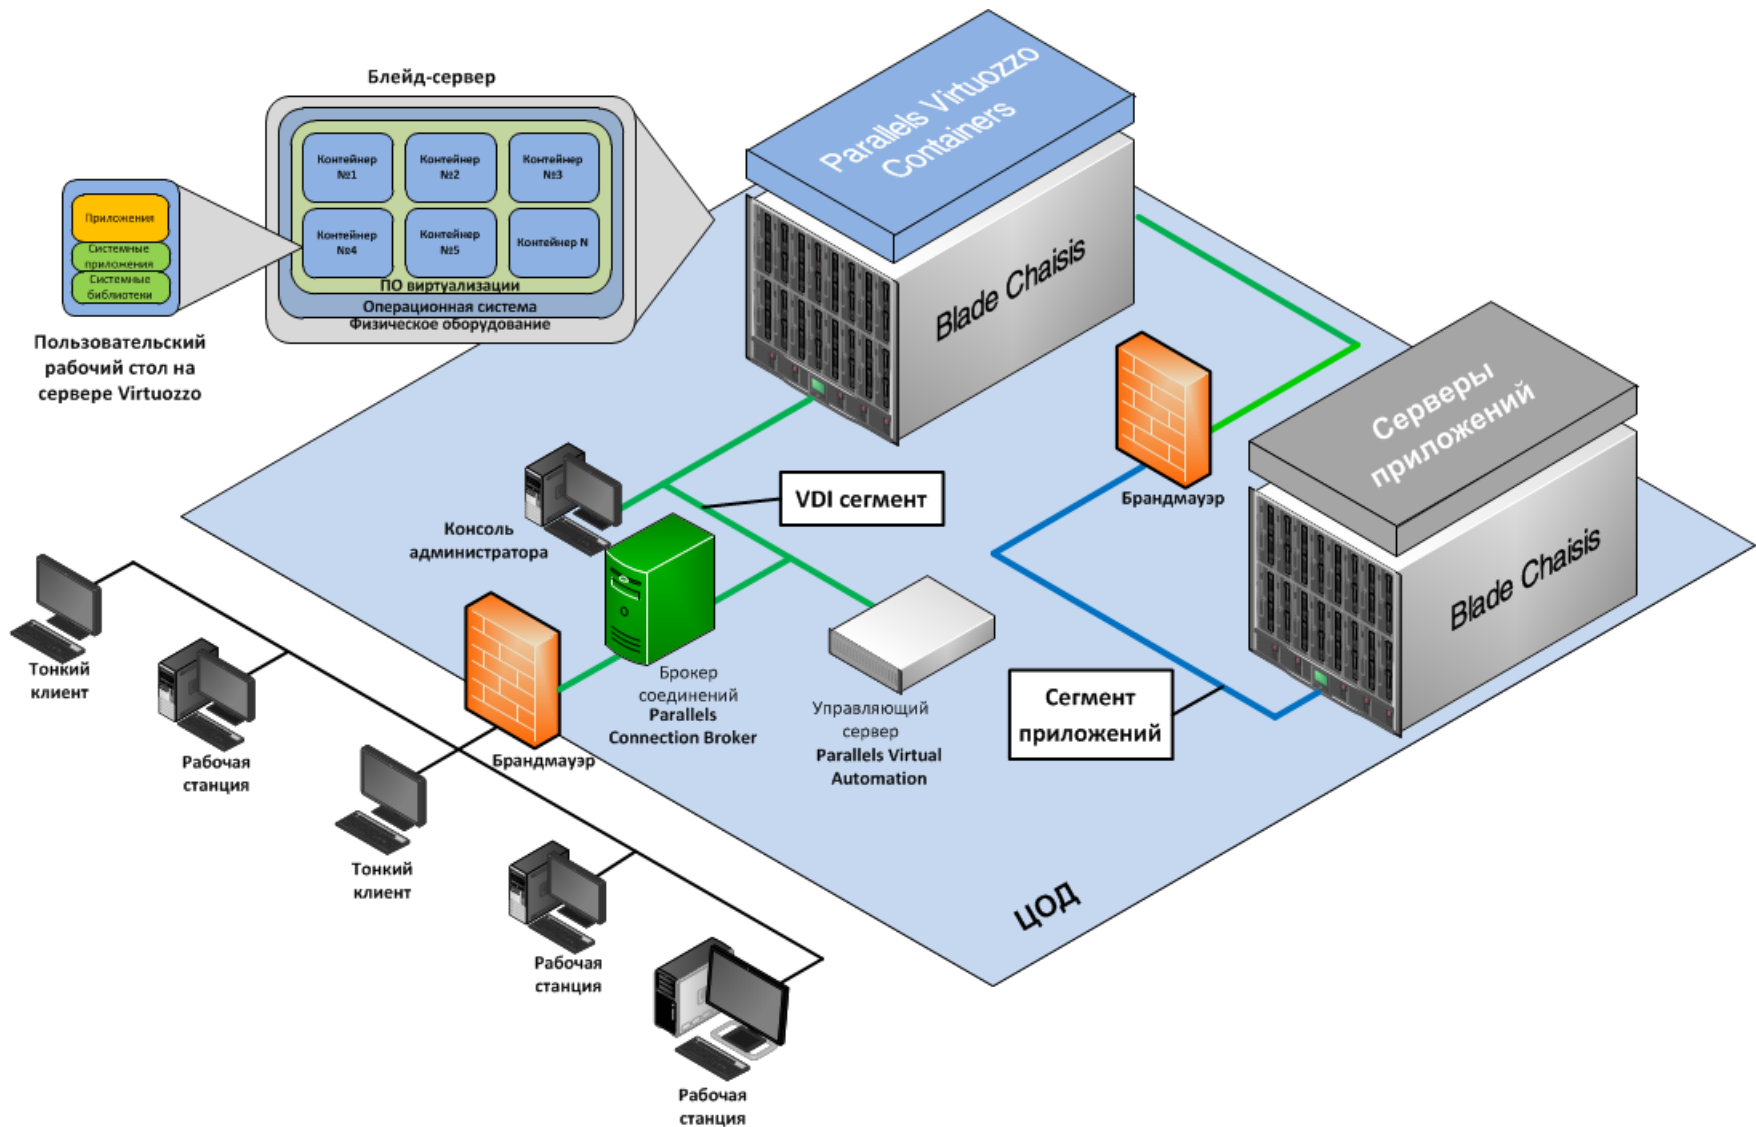 Блейд-сервер
Контейнер
№1
Контейнер
№2
Контейнер
№3
Контейнер
№4
Контейнер
№5
Контейнер N
ПО виртуализации
Операционная система
Физическое оборудование
Приложения
Системные
приложения
Системные
библиотени
Пользовательский
рабочий стол на
сервере Virtuozzo
Parallels Virtuozzo
Containers
Blade Chaisis
Серверы
приложений
Blade Chaisis
Брандмауэр
VDI сегмент
Консоль
администратора
Брокер
соединений
Parallels
Connection Broker
Управляющий
сервер
Parallels Virtual
Automation
Сегмент
приложений
Брандмауэр
Тонкий
клиент
Рабочая
станция
Тонкий
клиент
Рабочая
станция
Рабочая
станция
ЦОД